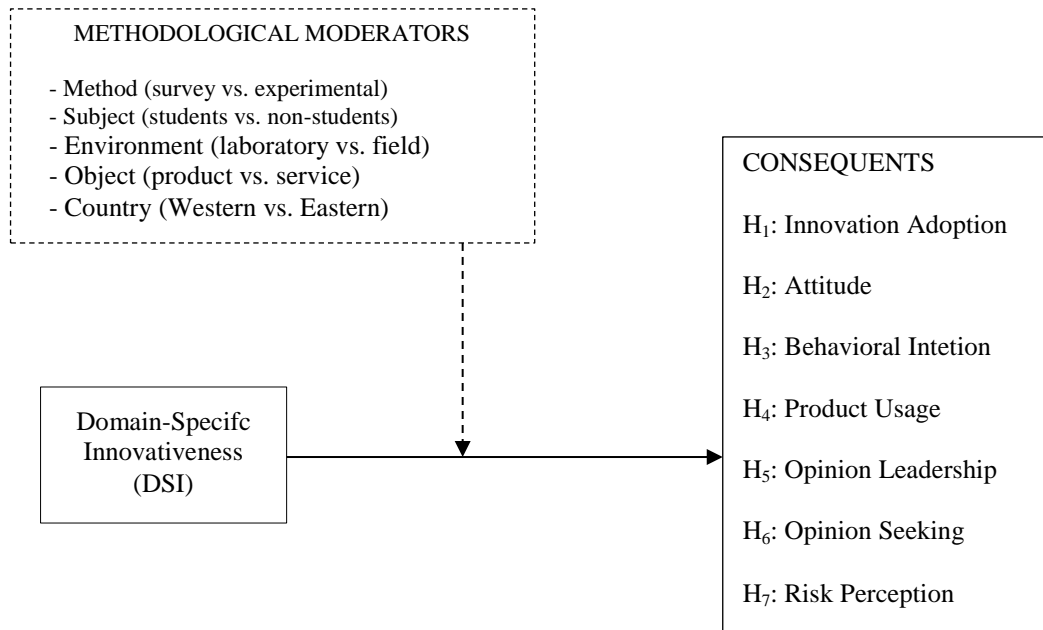 METHODOLOGICAL MODERATORS
- Method (survey vs. experimental)
- Subject (students vs. non-students)
- Environment (laboratory vs. field)
- Object (product vs. service)
- Country (Western vs. Eastern)
Domain-Specifc
Innovativeness
(DSI)
CONSEQUENTS
H₁: Innovation Adoption
H₂: Attitude
H₃: Behavioral Intetion
H₄: Product Usage
H₅: Opinion Leadership
H₆: Opinion Seeking
H₇: Risk Perception